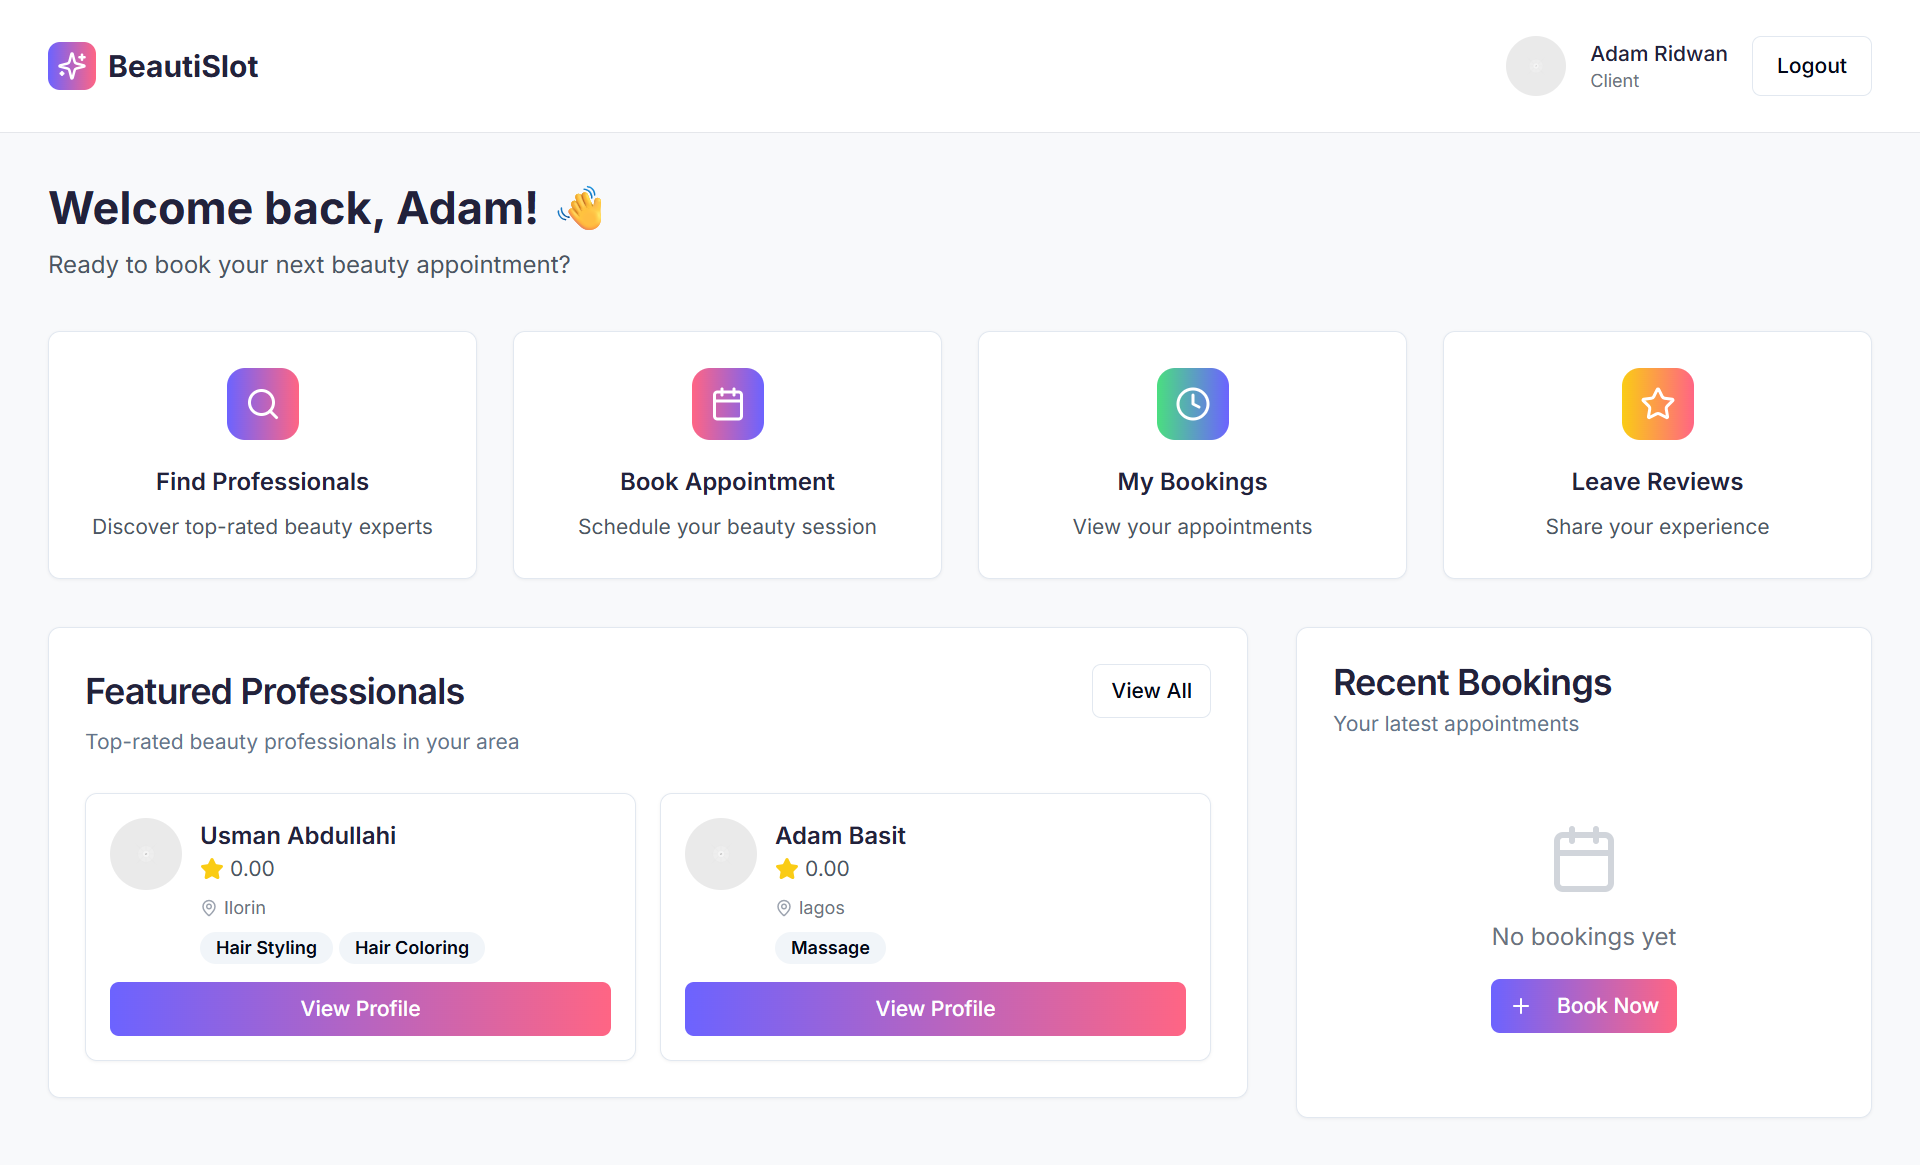 BeautiSlot
Adam Ridwan
Client
Logout
Welcome back, Adam! 👋
Ready to book your next beauty appointment?
Find Professionals
Discover top-rated beauty experts
Book Appointment
Schedule your beauty session
My Bookings
View your appointments
Leave Reviews
Share your experience
Featured Professionals
View All
Top-rated beauty professionals in your area
Usman Abdullahi
0.00
Ilorin
Hair Styling
Hair Coloring
View Profile
Adam Basit
0.00
lagos
Massage
View Profile
Recent Bookings
Your latest appointments
No bookings yet
Book Now